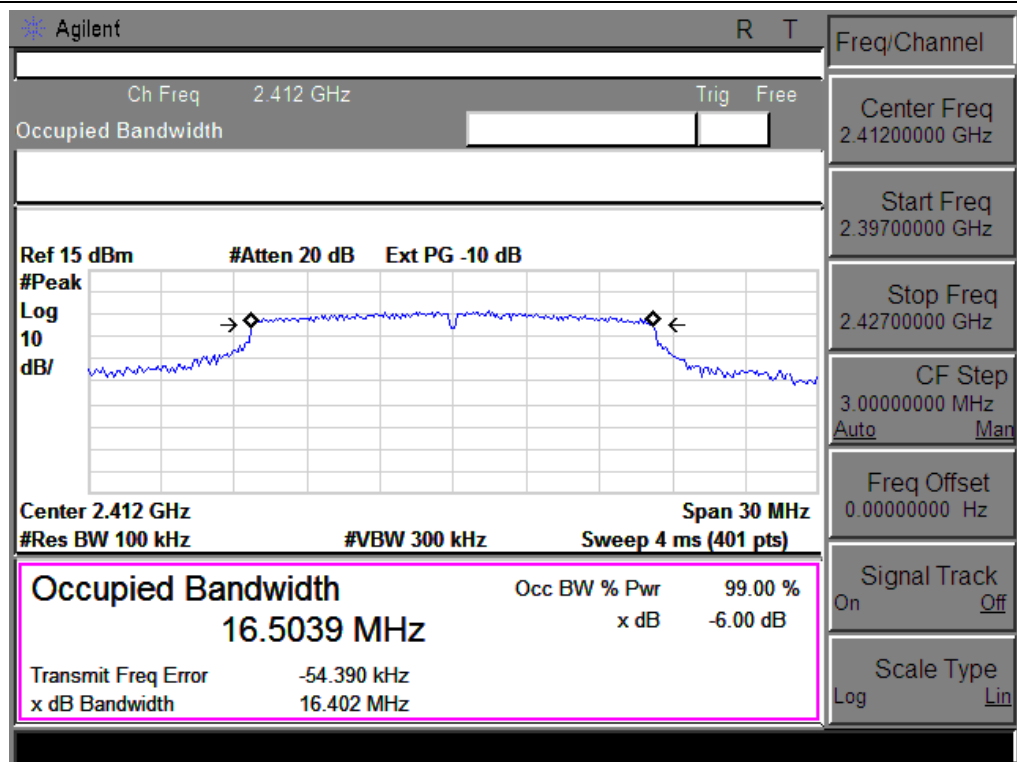 Agilent
R T
Freq/Channel
Ch Freq 2.412 GHz
Trig Free
Occupied Bandwidth
Center Freq
2.41200000 GHz
Start Freq
2.39700000 GHz
Stop Freq
2.42700000 GHz
CF Step
3.00000000 MHz
Auto Man
Freq Offset
0.00000000 Hz
Signal Track
On Off
Scale Type
Log Lin
Ref 15 dBm #Atten 20 dB Ext PG -10 dB
#Peak
Log
10
dB/
Center 2.412 GHz Span 30 MHz
#Res BW 100 kHz #VBW 300 kHz Sweep 4 ms (401 pts)
Occupied Bandwidth
16.5039 MHz
Occ BW % Pwr 99.00 %
x dB -6.00 dB
Transmit Freq Error -54.390 kHz
x dB Bandwidth 16.402 MHz